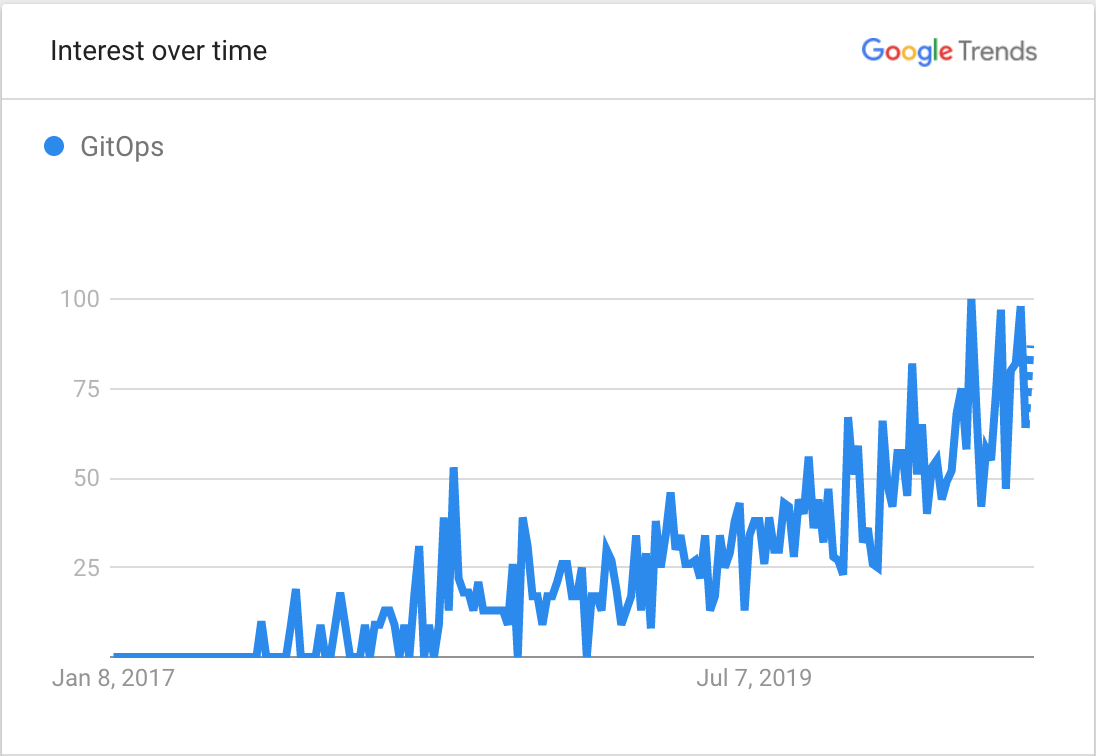 Interest over time
Google Trends
GitOps
100
75
50
25
Jan 8, 2017
Jul 7, 2019